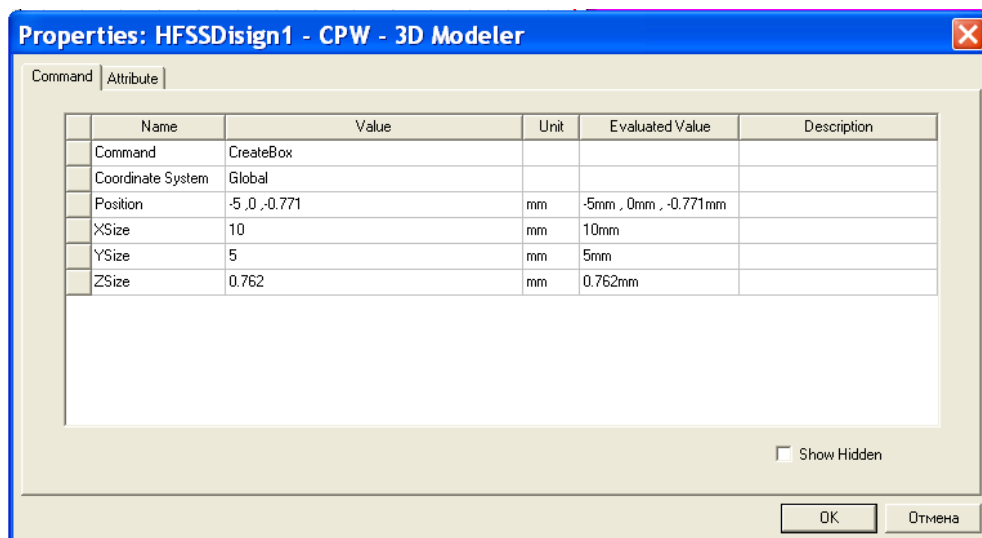 Properties: HFSSDisign1 - CPW - 3D Modeler
Command Attribute
Name Value Unit Evaluated Value Description
Command CreateBox
Coordinate System Global
Position -5 ,0 ,-0.771 mm -5mm , 0mm , -0.771mm
XSize 10 mm 10mm
YSize 5 mm 5mm
ZSize 0.762 mm 0.762mm
Show Hidden
OK Отмена